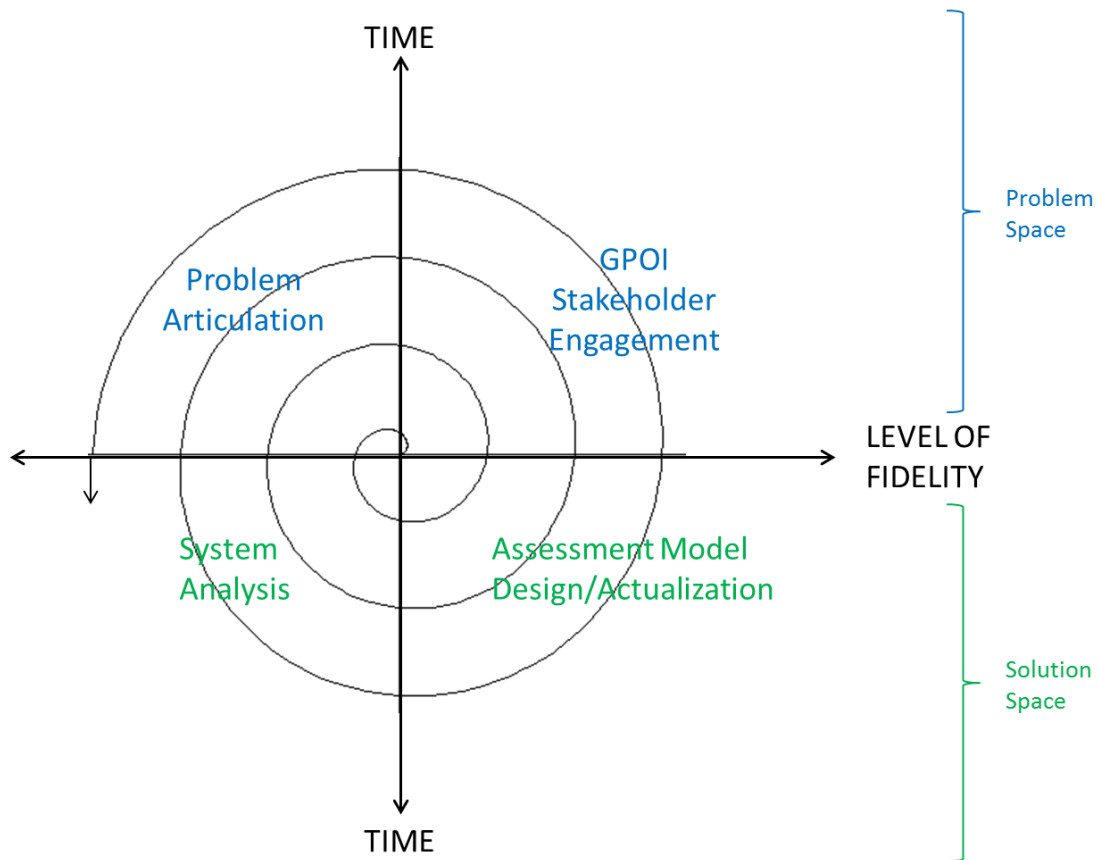 TIME
Problem
Articulation
GPOI
Stakeholder
Engagement
Problem
Space
LEVEL OF
FIDELITY
System
Analysis
Assessment Model
Design/Actualization
Solution
Space
TIME